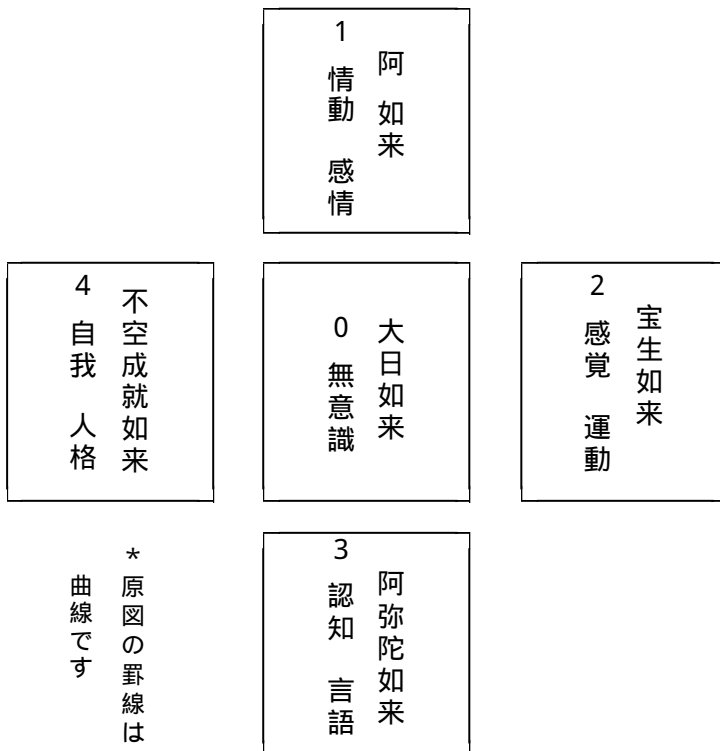 阿 如来
1 情動 感情
宝生如来
2 感覚 運動
大日如来
0 無意識
不空成就如来
4 自我 人格
阿弥陀如来
3 認知 言語
*原図の罫線は
曲線です